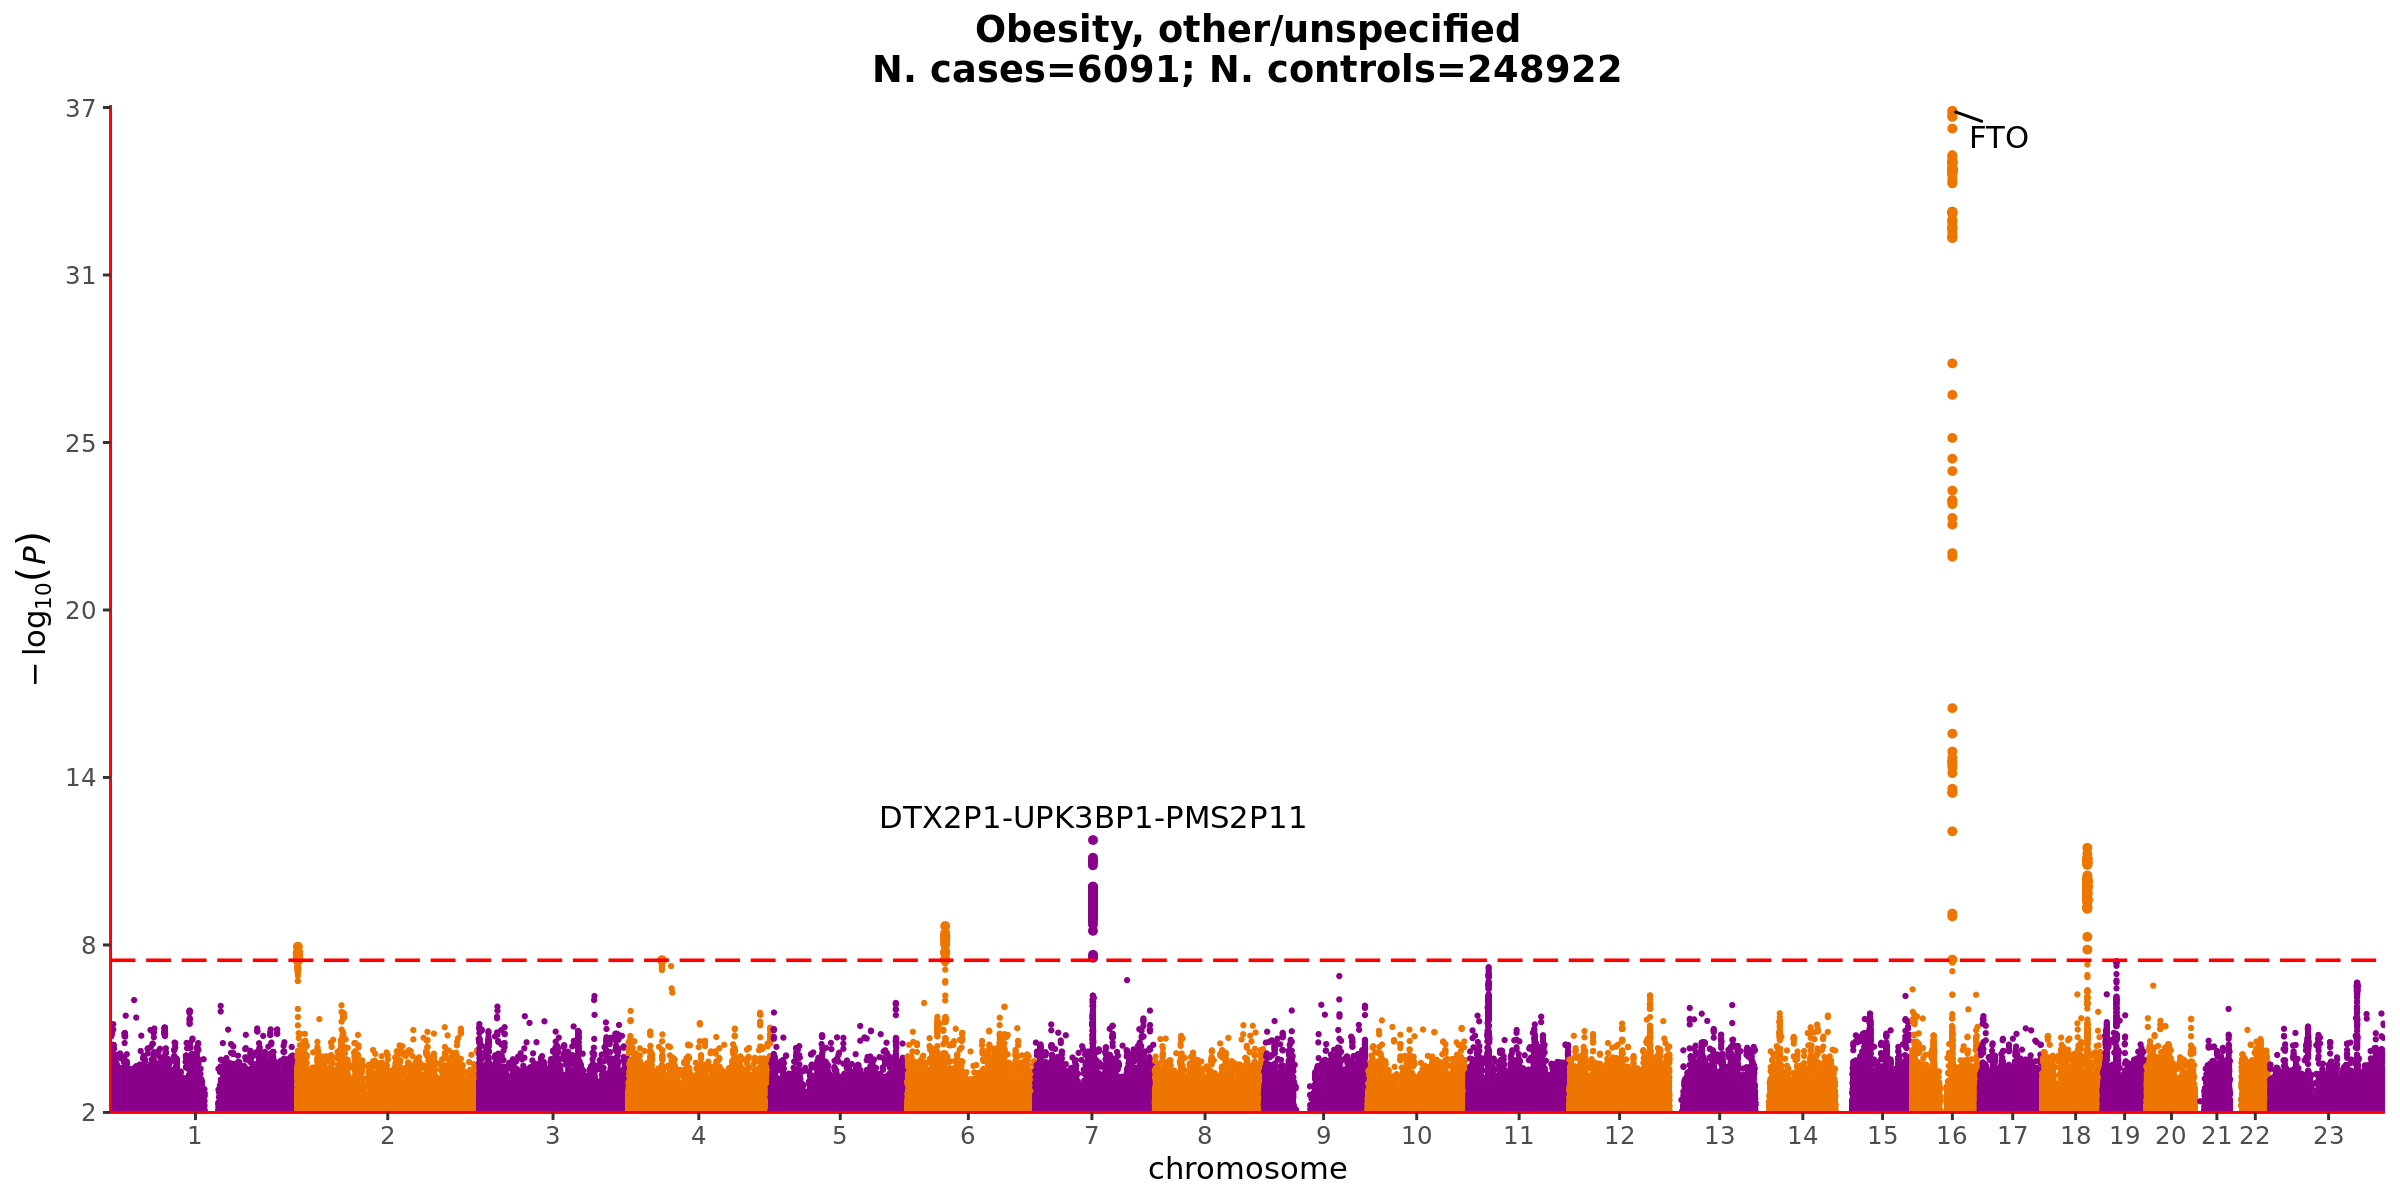 Obesity, other/unspecified
N. cases=6091; N. controls=248922
37
FTO
31
25
20
14
DTX2P1-UPK3BP1-PMS2P11
8
2
− log10(P)
1 2 3 4 5 6 7 8 9 10 11 12 13 14 15 16 17 18 19 20 21 22 23
chromosome